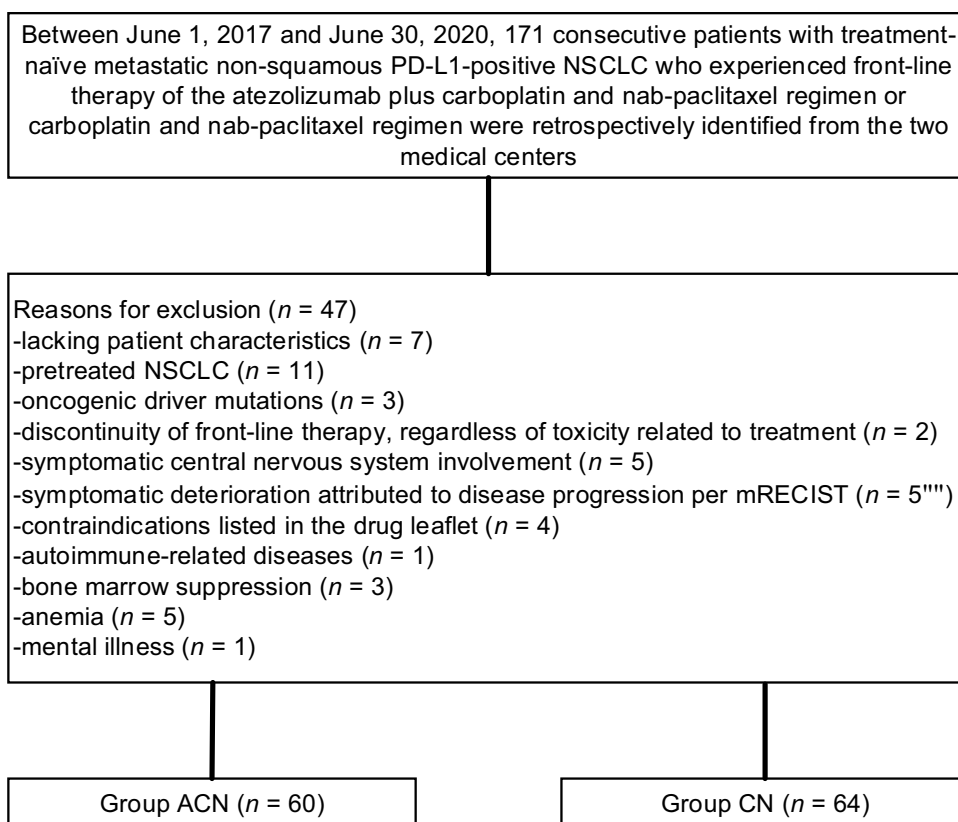 Between June 1, 2017 and June 30, 2020, 171 consecutive patients with treatment-
naïve metastatic non-squamous PD-L1-positive NSCLC who experienced front-line
therapy of the atezolizumab plus carboplatin and nab-paclitaxel regimen or
carboplatin and nab-paclitaxel regimen were retrospectively identified from the two
medical centers
Reasons for exclusion (n = 47)
-lacking patient characteristics (n = 7)
-pretreated NSCLC (n = 11)
-oncogenic driver mutations (n = 3)
-discontinuity of front-line therapy, regardless of toxicity related to treatment (n = 2)
-symptomatic central nervous system involvement (n = 5)
-symptomatic deterioration attributed to disease progression per mRECIST (n = 5"")
-contraindications listed in the drug leaflet (n = 4)
-autoimmune-related diseases (n = 1)
-bone marrow suppression (n = 3)
-anemia (n = 5)
-mental illness (n = 1)
Group ACN (n = 60)
Group CN (n = 64)